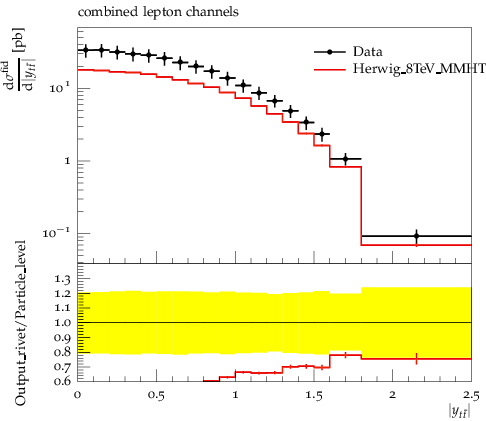 combined lepton channels
dσ^fid / d|y_tt̄| [pb]
Data
Herwig_8TeV_MMHT
10^1
1
10^−1
Output_rivet/Particle_level
1.3
1.2
1.1
1.0
0.9
0.8
0.7
0.6
0 0.5 1 1.5 2 2.5
|y_tt̄|